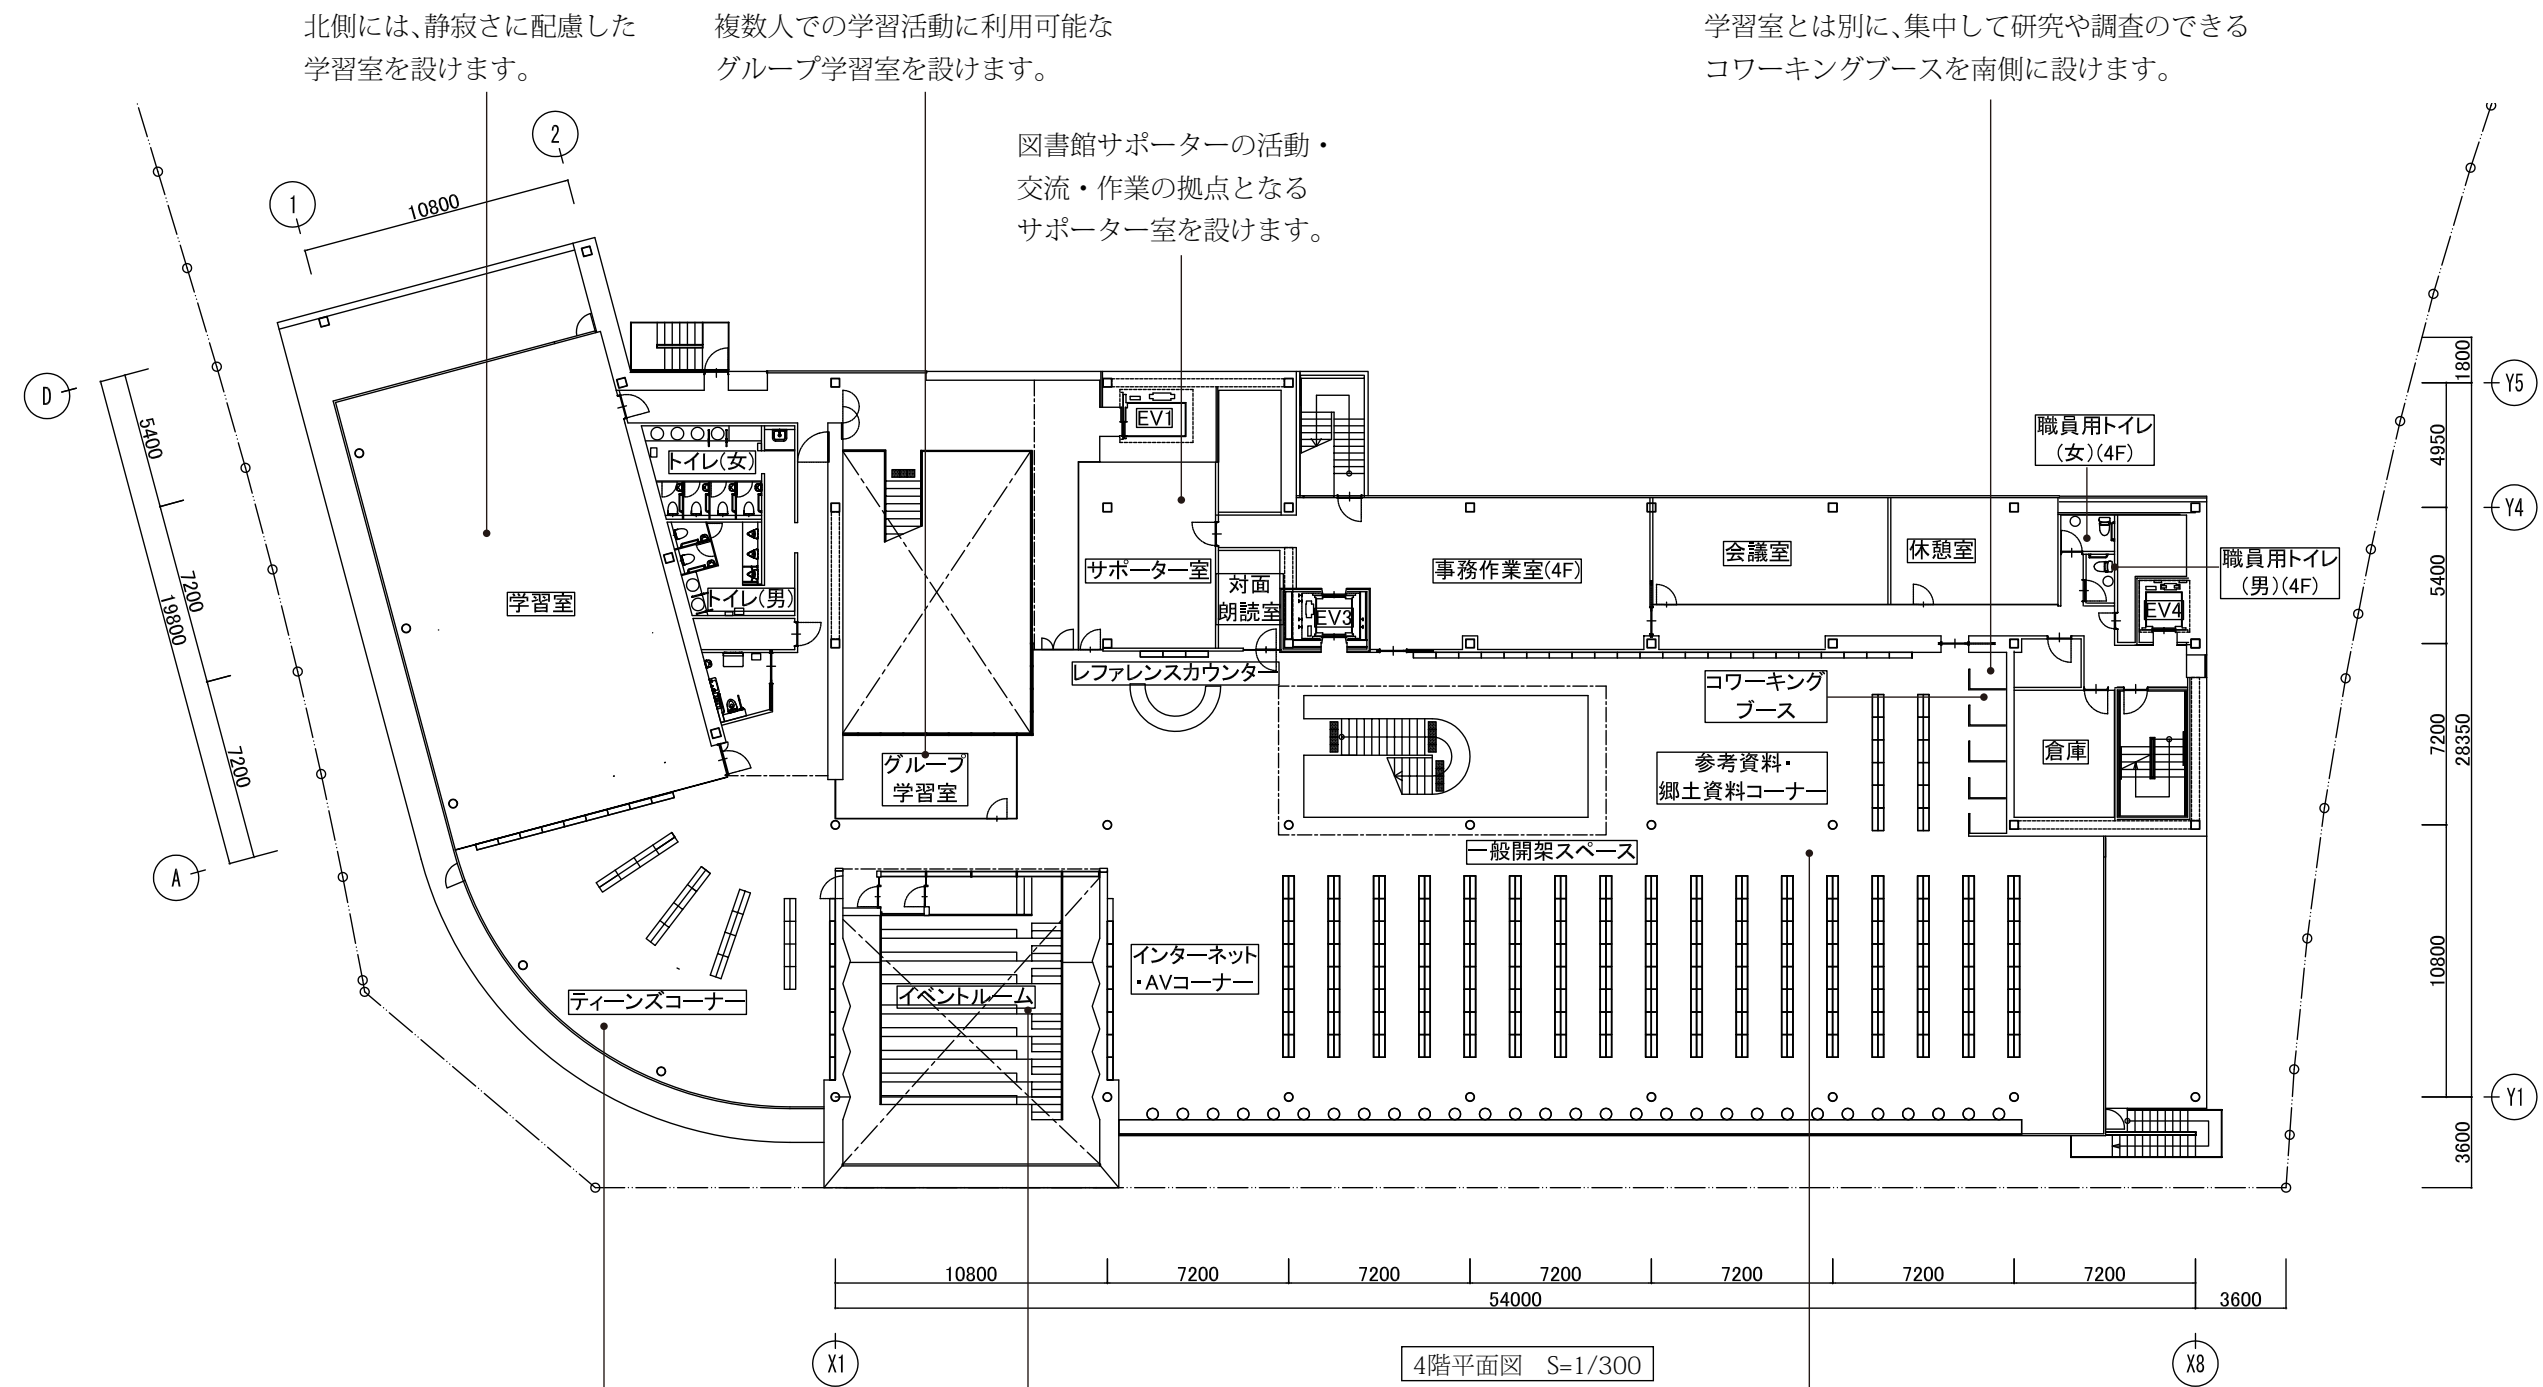 北側には、静寂さに配慮した
学習室を設けます。
複数人での学習活動に利用可能な
グループ学習室を設けます。
学習室とは別に、集中して研究や調査のできる
コワーキングブースを南側に設けます。
図書館サポーターの活動・
交流・作業の拠点となる
サポーター室を設けます。
2
1
10800
D
5400
7200
19800
7200
A
EV1
トイレ(女)
トイレ(男)
学習室
サポーター室
対面
朗読室
EV3
事務作業室(4F)
会議室
休憩室
職員用トイレ
(女)(4F)
職員用トイレ
(男)(4F)
EV4
レファレンスカウンター
コワーキング
ブース
グループ
学習室
参考資料・
郷土資料コーナー
倉庫
一般開架スペース
インターネット
・AVコーナー
イベントルーム
ティーンズコーナー
1800
Y5
4950
Y4
5400
7200
28350
10800
Y1
3600
10800
7200
7200
7200
7200
7200
7200
54000
3600
X1
4階平面図 S=1/300
X8